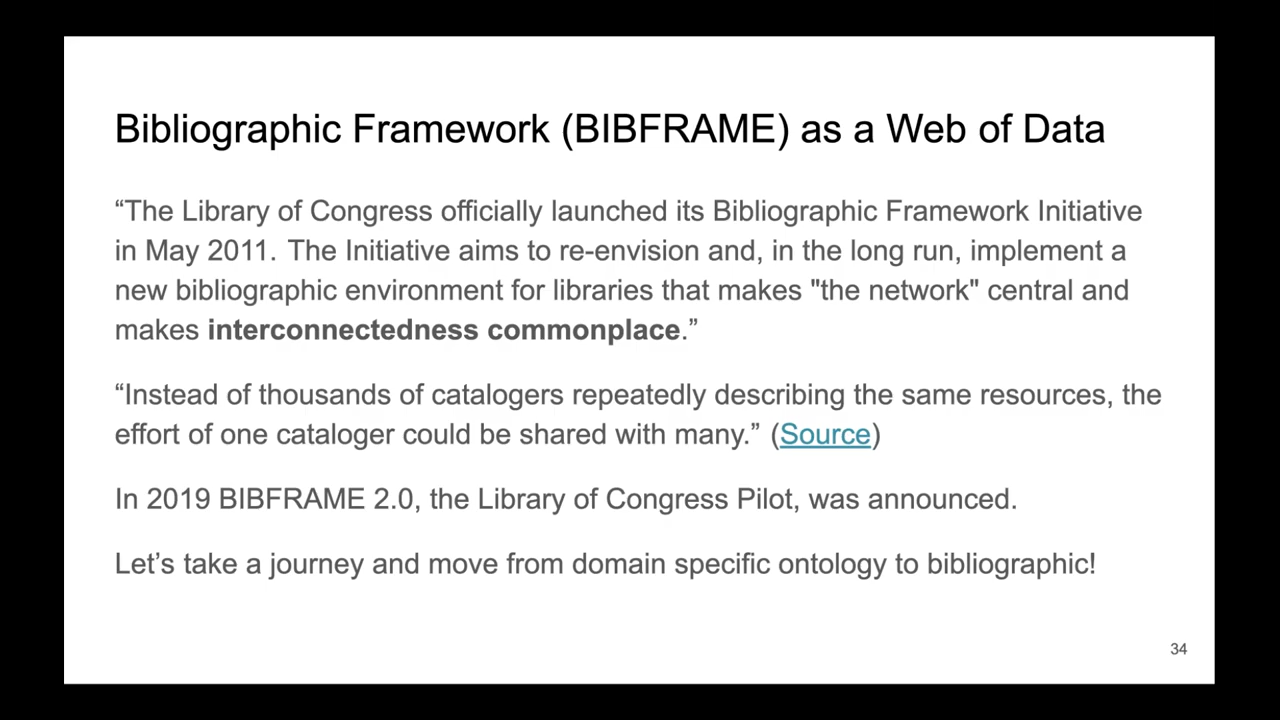 Bibliographic Framework (BIBFRAME) as a Web of Data
“The Library of Congress officially launched its Bibliographic Framework Initiative
in May 2011. The Initiative aims to re-envision and, in the long run, implement a
new bibliographic environment for libraries that makes "the network" central and
makes interconnectedness commonplace.”
“Instead of thousands of catalogers repeatedly describing the same resources, the
effort of one cataloger could be shared with many.” (Source)
In 2019 BIBFRAME 2.0, the Library of Congress Pilot, was announced.
Let’s take a journey and move from domain specific ontology to bibliographic!
34